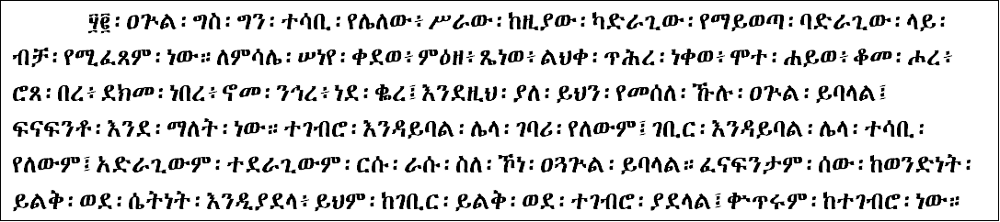 ፺፪፡ ዐጕል፡ ግስ፡ ግን፡ ተሳቢ፡ የሌለው፥ ሥራው፡ ከዚያው፡ ካድራጊው፡ የማይወጣ፡ ባድራጊው፡ ላይ፡
ብቻ፡ የሚፈጸም፡ ነው። ለምሳሌ፡ ሠነየ፡ ቀደወ፥ ምዕዘ፥ ጼነወ፥ ልህቀ፡ ጥሕረ፡ ነቀወ፥ ሞተ፡ ሐይወ፥ ቆመ፡ ሖረ፥
ሮጸ፡ በረ፥ ደክመ፡ ነበረ፥ ኖመ፡ ንኅረ፥ ነደ፡ ቈረ፤ እንደዚህ፡ ያለ፡ ይህን፡ የመሰለ፡ ኹሉ፡ ዐጕል፡ ይባላል፤
ፍናፍንቶ፡ እንደ፡ ማለት፡ ነው። ተገብሮ፡ እንዳይባል፡ ሌላ፡ ገባሪ፡ የለውም፤ ገቢር፡ እንዳይባል፡ ሌላ፡ ተሳቢ፡
የለውም፤ አድራጊውም፡ ተደራጊውም፡ ርሱ፡ ራሱ፡ ስለ፡ ኾነ፡ ዐጓጕል፡ ይባላል። ፈናፍንታም፡ ሰው፡ ከወንድነት፡
ይልቅ፡ ወደ፡ ሴትነት፡ እንዲያደላ፥ ይህም፡ ከገቢር፡ ይልቅ፡ ወደ፡ ተገብሮ፡ ያደላል፤ ቍጥሩም፡ ከተገብሮ፡ ነው።